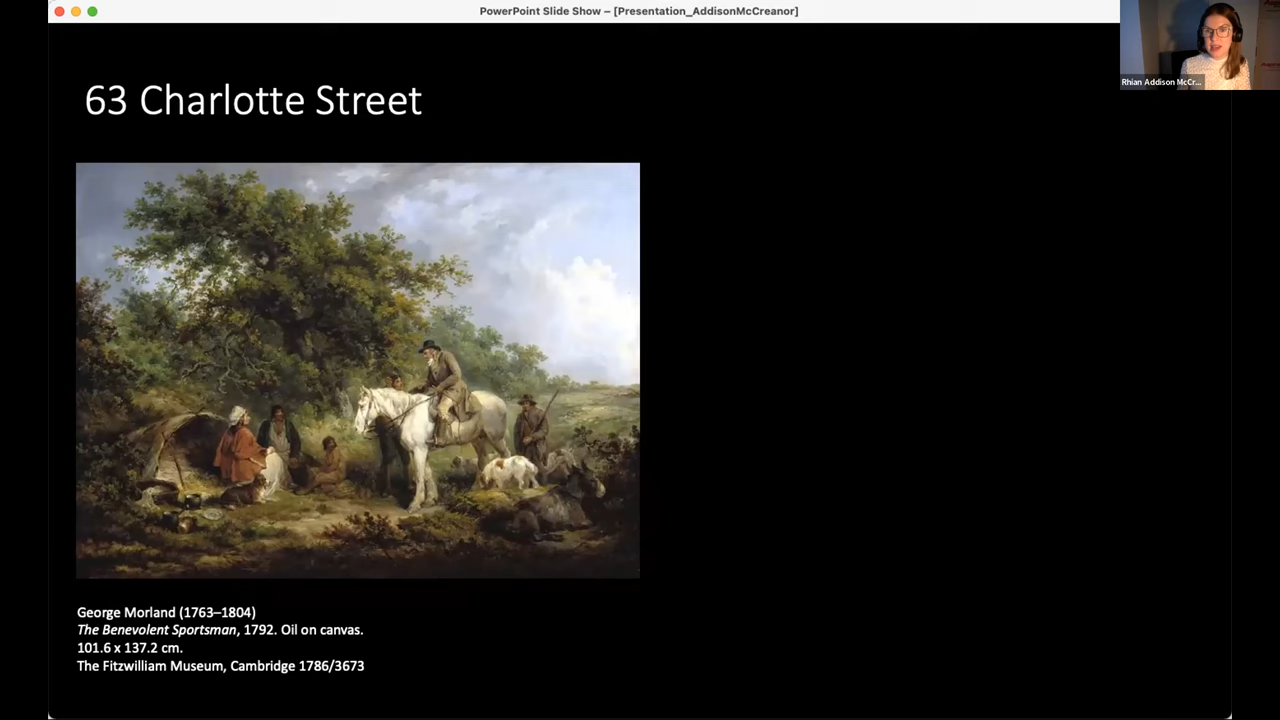 PowerPoint Slide Show – [Presentation_AddisonMcCreanor]
Rhian Addison McCr...
63 Charlotte Street
George Morland (1763–1804)
The Benevolent Sportsman, 1792. Oil on canvas.
101.6 x 137.2 cm.
The Fitzwilliam Museum, Cambridge 1786/3673